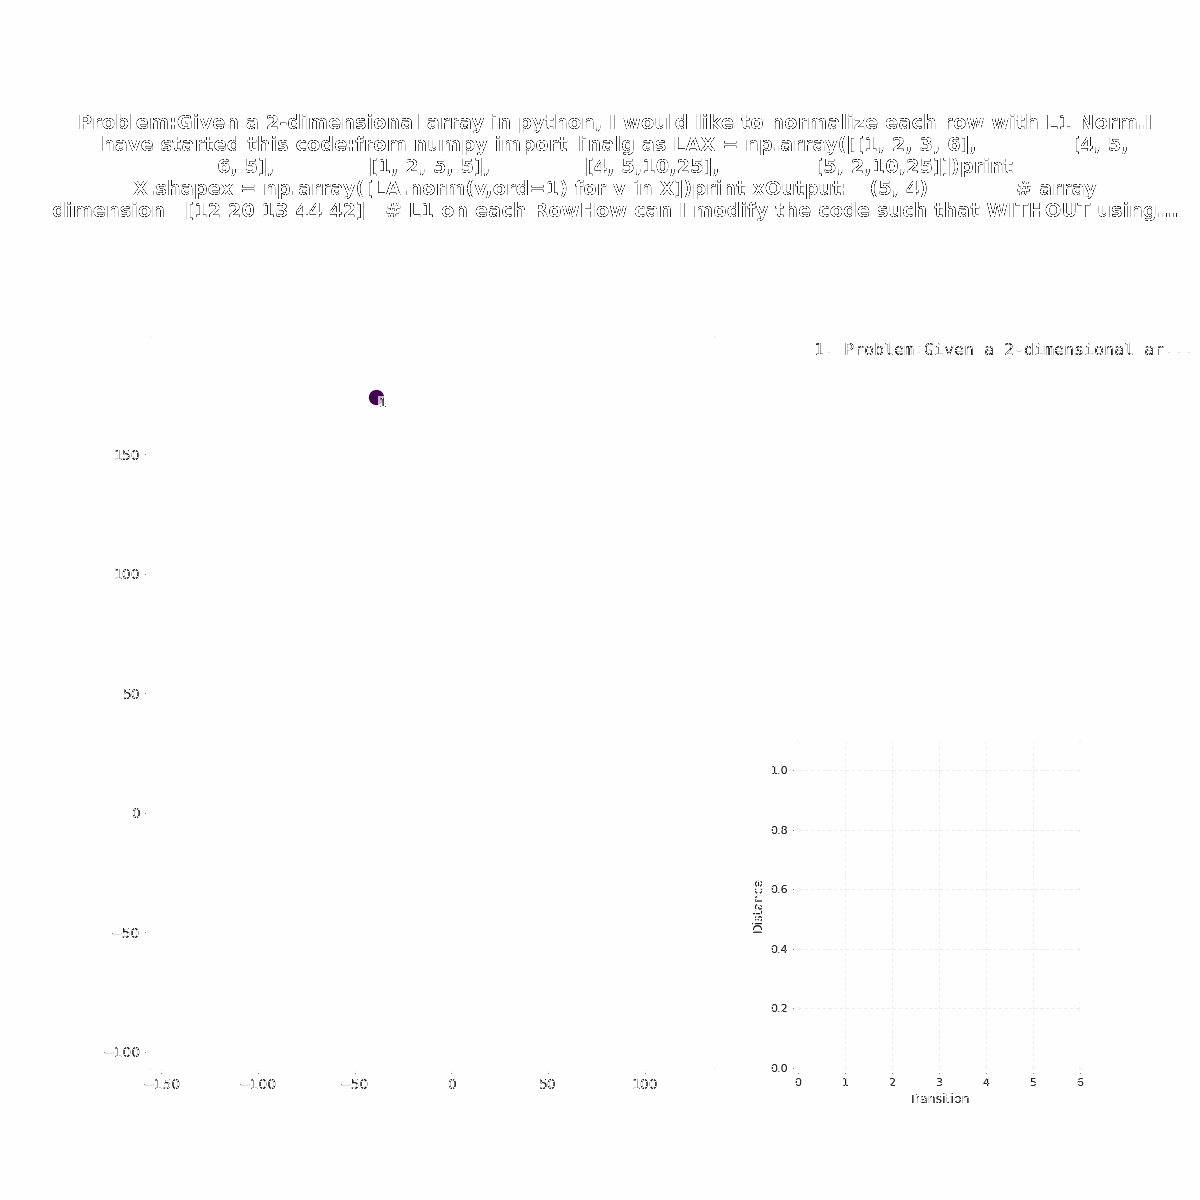 Problem:Given a 2-dimensional array in python, I would like to normalize each row with L1 Norm.I
have started this code:from numpy import linalg as LAX = np.array([[1, 2, 3, 6],              [4, 5,
6, 5],              [1, 2, 5, 5],              [4, 5,10,25],              [5, 2,10,25]])print
X.shapex = np.array([LA.norm(v,ord=1) for v in X])print xOutput:   (5, 4)             # array
dimension   [12 20 13 44 42]   # L1 on each RowHow can I modify the code such that WITHOUT using...
1. Problem:Given a 2-dimensional ar...
1
150
100
50
0
−50
−100
−150 −100 −50 0 50 100
1.0
0.8
0.6
0.4
0.2
0.0
Distance
0 1 2 3 4 5 6
Transition